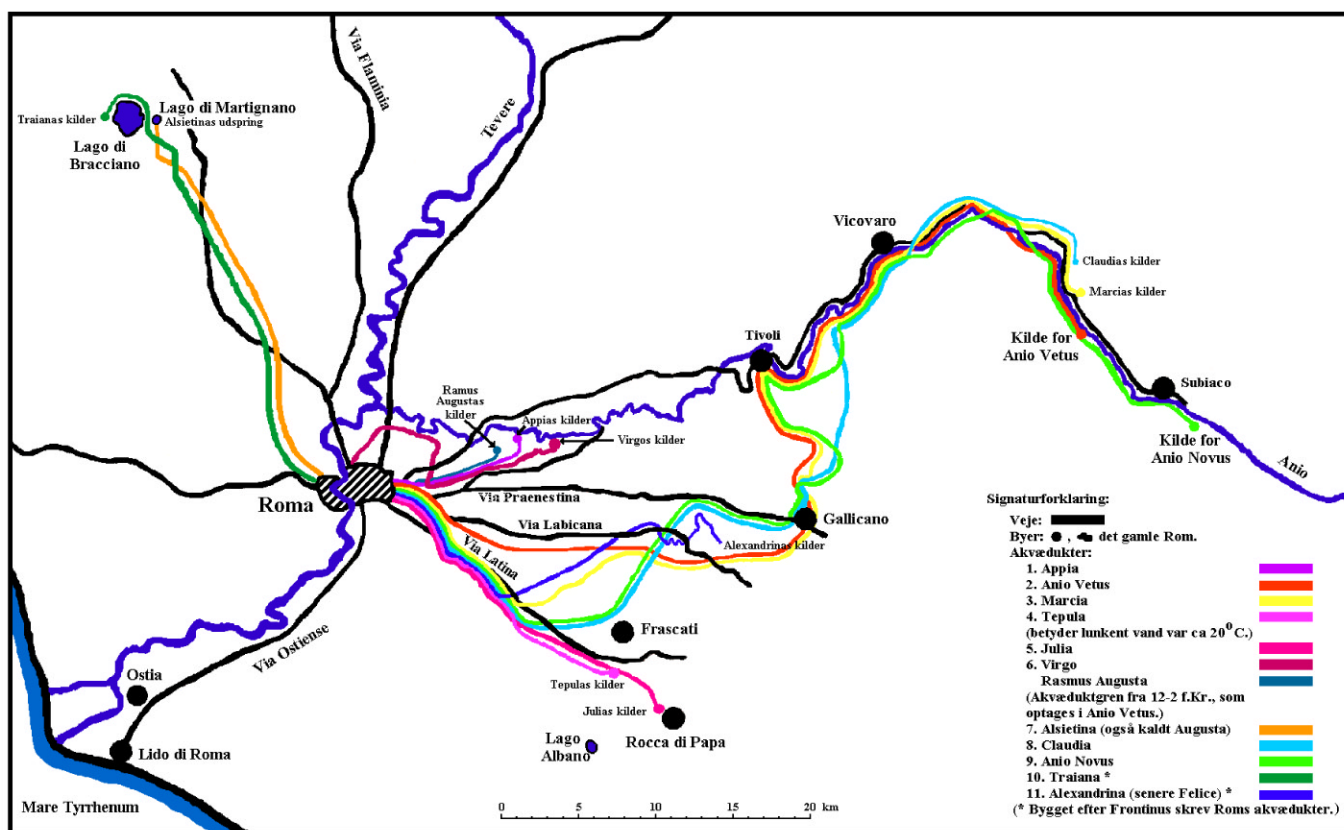 Via Flaminia
Tevere
Lago di Martignano
Traianas kilder
Alsietinas udspring
Lago di
Bracciano
Vicovaro
Claudias kilder
Marcias kilder
Tivoli
Kilde for
Anio Vetus
Subiaco
Ramus
Augustas
kilder
Appias kilder
Virgos kilder
Kilde for
Anio Novus
Anio
Roma
Via Praenestina
Via Labicana
Gallicano
Via Latina
Alexandrinas kilder
Frascati
Via Ostiense
Ostia
Tepulas kilder
Julias kilder
Rocca di Papa
Lago
Albano
Lido di Roma
Mare Tyrrhenum
0 5 10 15 20 km
Signaturforklaring:
Veje:
Byer: , det gamle Rom.
Akvædukter:
1. Appia
2. Anio Vetus
3. Marcia
4. Tepula
(betyder lunkent vand var ca 20°C.)
5. Julia
6. Virgo
Rasmus Augusta
(Akvæduktgren fra 12-2 f.Kr., som
optages i Anio Vetus.)
7. Alsietina (også kaldt Augusta)
8. Claudia
9. Anio Novus
10. Traiana *
11. Alexandrina (senere Felice) *
(* Bygget efter Frontinus skrev Roms akvædukter.)